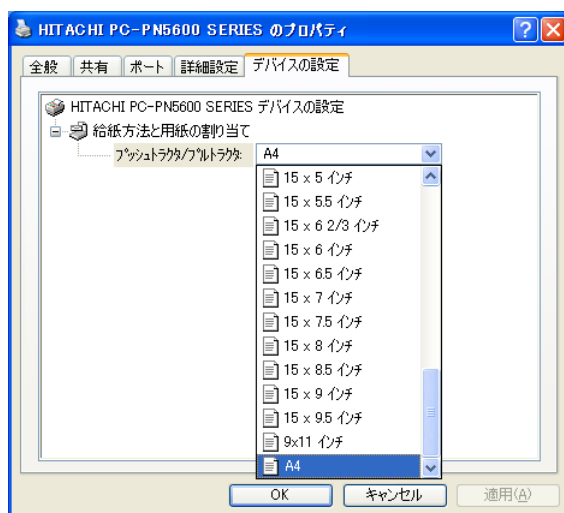 HITACHI PC-PN5600 SERIES のプロパティ
全般 共有 ポート 詳細設定 デバイスの設定
HITACHI PC-PN5600 SERIES デバイスの設定
給紙方法と用紙の割り当て
プッシュトラクタ/プルトラクタ: A4
15 x 5 インチ
15 x 5.5 インチ
15 x 6 2/3 インチ
15 x 6 インチ
15 x 6.5 インチ
15 x 7 インチ
15 x 7.5 インチ
15 x 8 インチ
15 x 8.5 インチ
15 x 9 インチ
15 x 9.5 インチ
9x11 インチ
A4
OK キャンセル 適用(A)